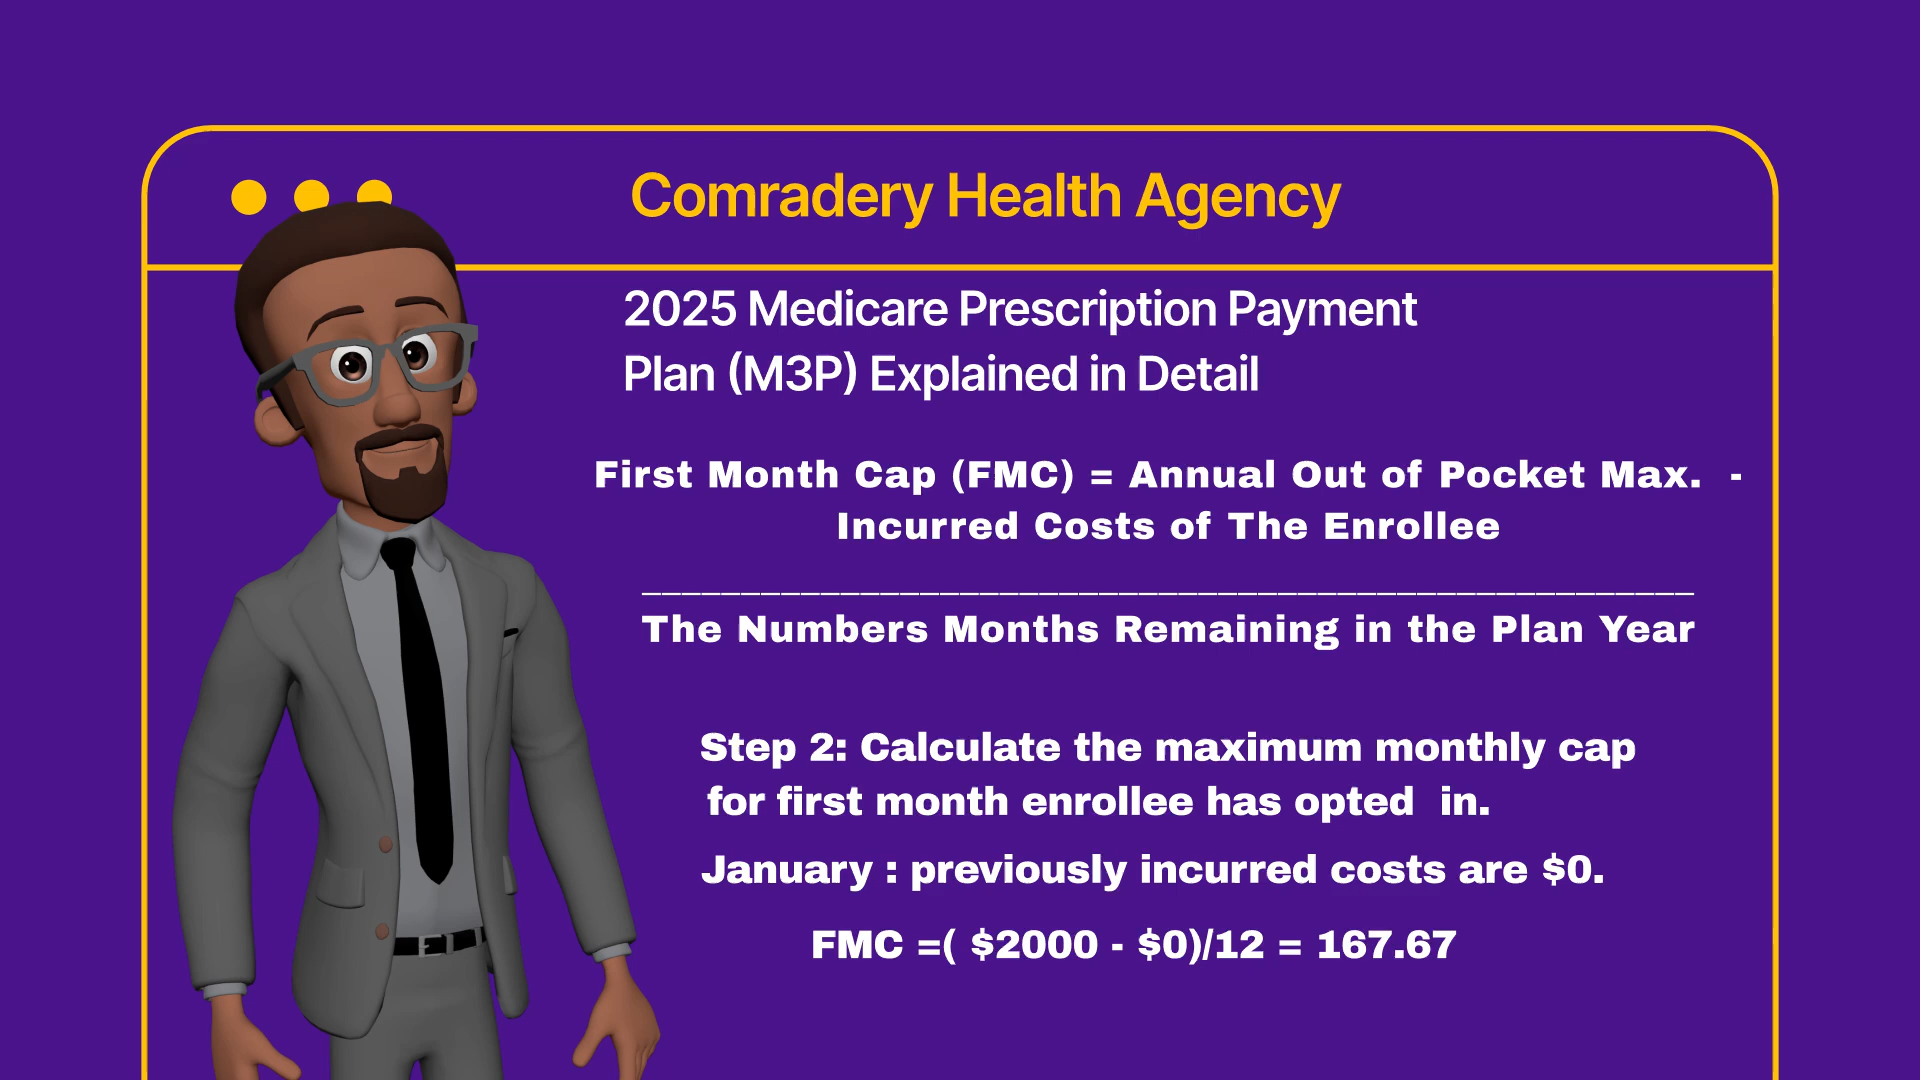 Comradery Health Agency
2025 Medicare Prescription Payment
Plan (M3P) Explained in Detail
First Month Cap (FMC) = Annual Out of Pocket Max. -
Incurred Costs of The Enrollee
_____________________________________________________
The Numbers Months Remaining in the Plan Year
Step 2: Calculate the maximum monthly cap
for first month enrollee has opted in.
January : previously incurred costs are $0.
FMC =( $2000 - $0)/12 = 167.67